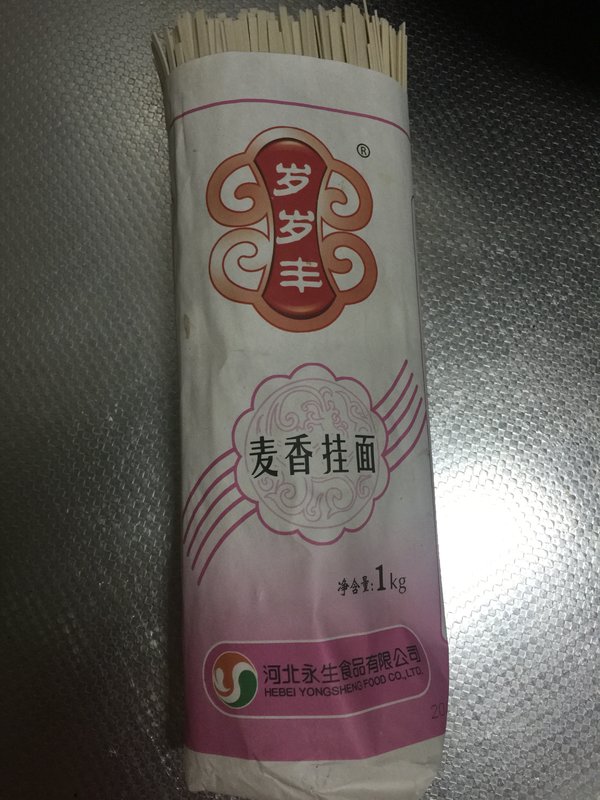 岁岁丰
®
麦香挂面
净含量:1kg
河北永生食品有限公司
HEBEI YONGSHENG FOOD CO.,LTD.
20